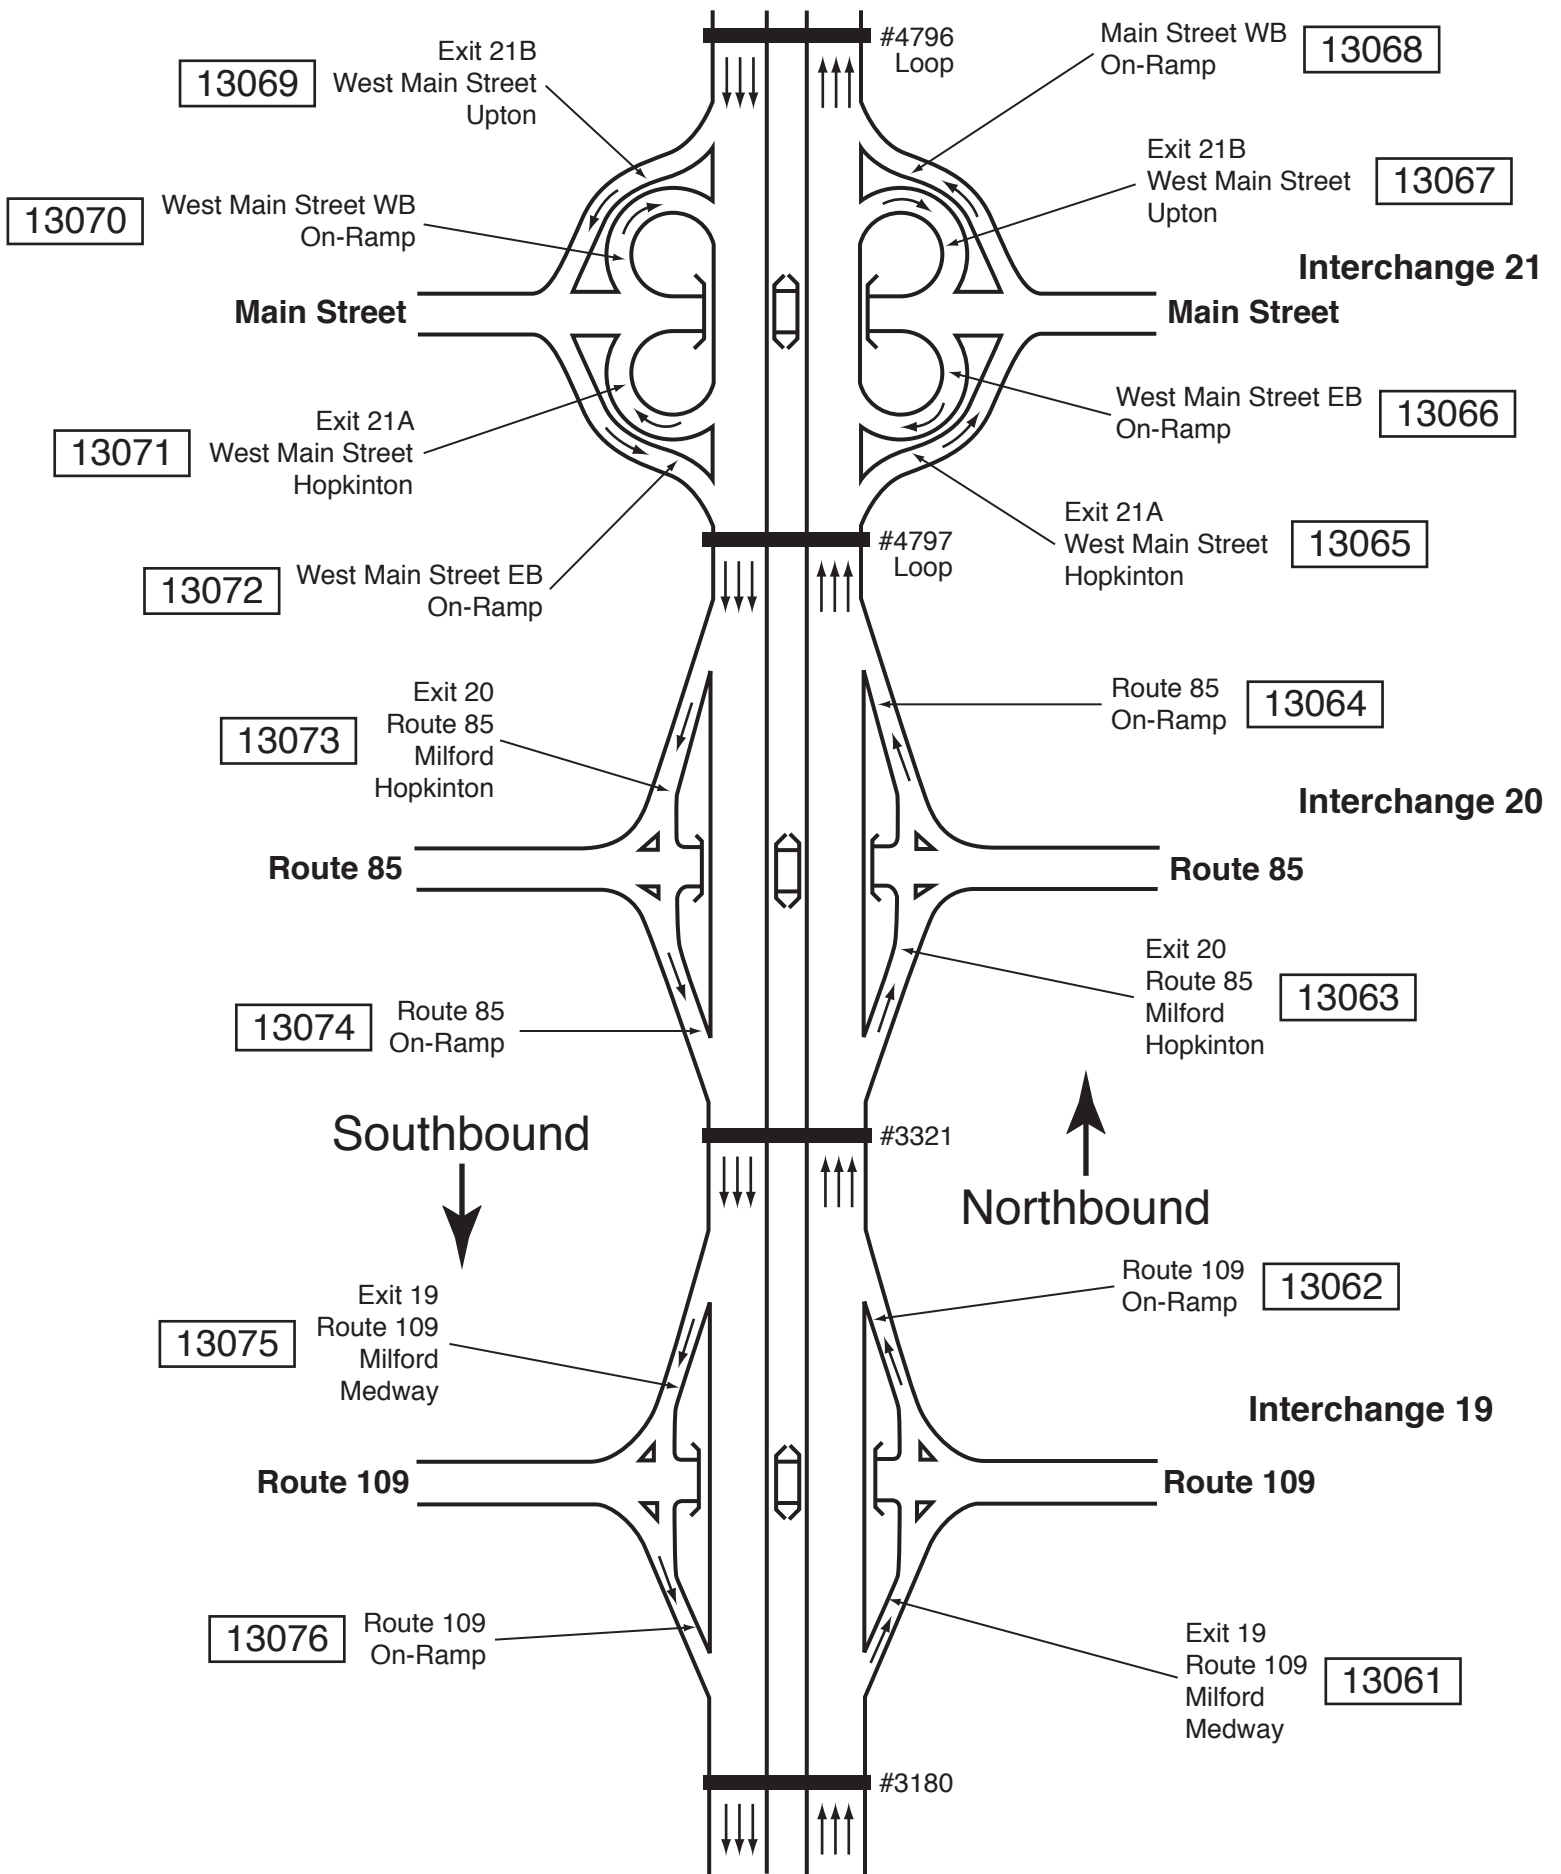 #4796
Loop
Exit 21B
West Main Street
Upton
13069
Main Street WB
On-Ramp
13068
Exit 21B
West Main Street
Upton
13067
13070
West Main Street WB
On-Ramp
Interchange 21
Main Street
Main Street
West Main Street EB
On-Ramp
13066
13071
Exit 21A
West Main Street
Hopkinton
Exit 21A
West Main Street
Hopkinton
13065
#4797
Loop
13072
West Main Street EB
On-Ramp
Exit 20
Route 85
Milford
Hopkinton
13073
Route 85
On-Ramp
13064
Interchange 20
Route 85
Route 85
Exit 20
Route 85
Milford
Hopkinton
13063
13074
Route 85
On-Ramp
Southbound
#3321
Northbound
Route 109
On-Ramp
13062
Exit 19
Route 109
Milford
Medway
13075
Interchange 19
Route 109
Route 109
13076
Route 109
On-Ramp
Exit 19
Route 109
Milford
Medway
13061
#3180